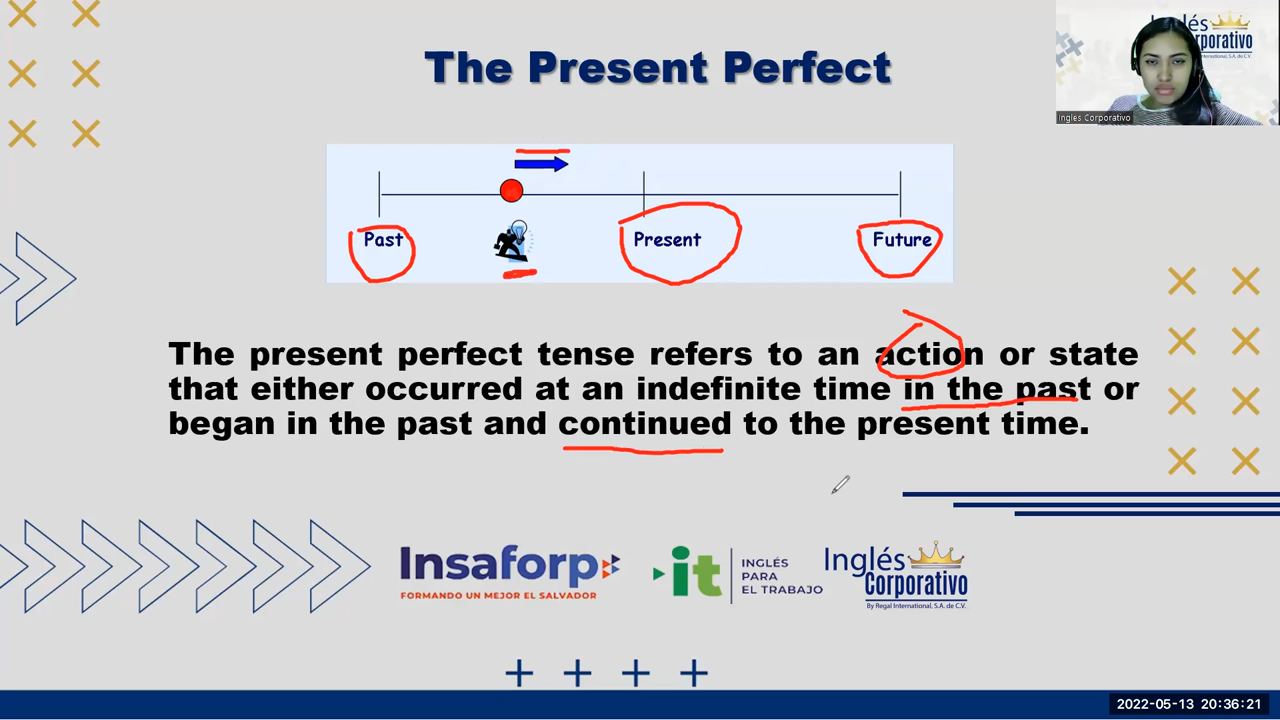 The Present Perfect
Inglés
Corporativo
Regal International, S.A. de C.V.
Ingles Corporativo
Past
Present
Future
The present perfect tense refers to an action or state
that either occurred at an indefinite time in the past or
began in the past and continued to the present time.
Insaforp
FORMANDO UN MEJOR EL SALVADOR
it
INGLÉS
PARA
EL TRABAJO
Inglés
Corporativo
By Regal International, S.A. de C.V.
2022-05-13 20:36:21